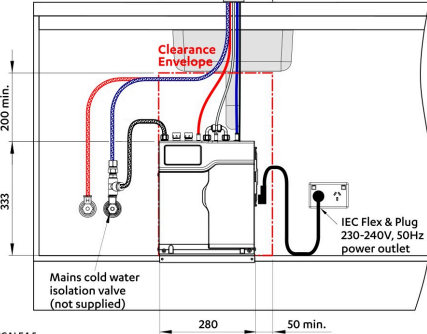 Clearance
Envelope
200 min.
333
IEC Flex & Plug
230-240V, 50Hz
power outlet
Mains cold water
isolation valve
(not supplied)
280
50 min.